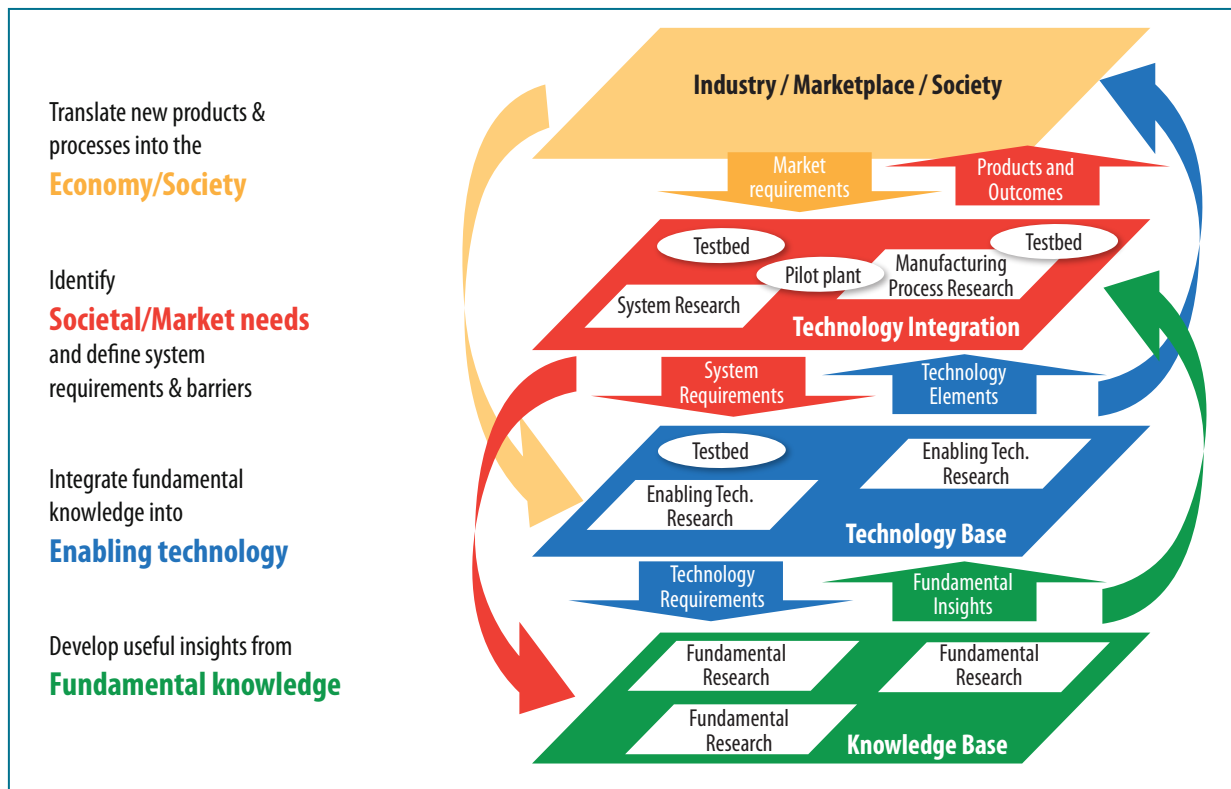 Translate new products &
processes into the
Economy/Society
Identify
Societal/Market needs
and define system
requirements & barriers
Integrate fundamental
knowledge into
Enabling technology
Develop useful insights from
Fundamental knowledge
Industry / Marketplace / Society
Market
requirements
Products and
Outcomes
Testbed
Testbed
Pilot plant
Manufacturing
Process Research
System Research
Technology Integration
System
Requirements
Technology
Elements
Testbed
Enabling Tech.
Research
Enabling Tech.
Research
Technology Base
Technology
Requirements
Fundamental
Insights
Fundamental
Research
Fundamental
Research
Fundamental
Research
Knowledge Base